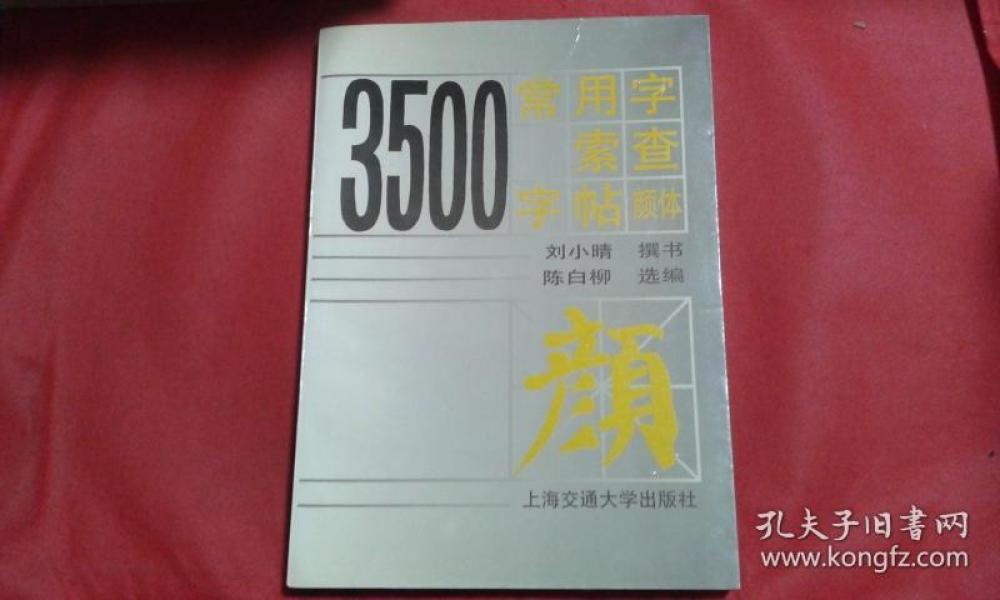 3500
常用字
索查
字帖颜体
刘小晴 撰书
陈白柳 选编
顏
上海交通大学出版社
孔夫子旧書网
www.kongfz.com